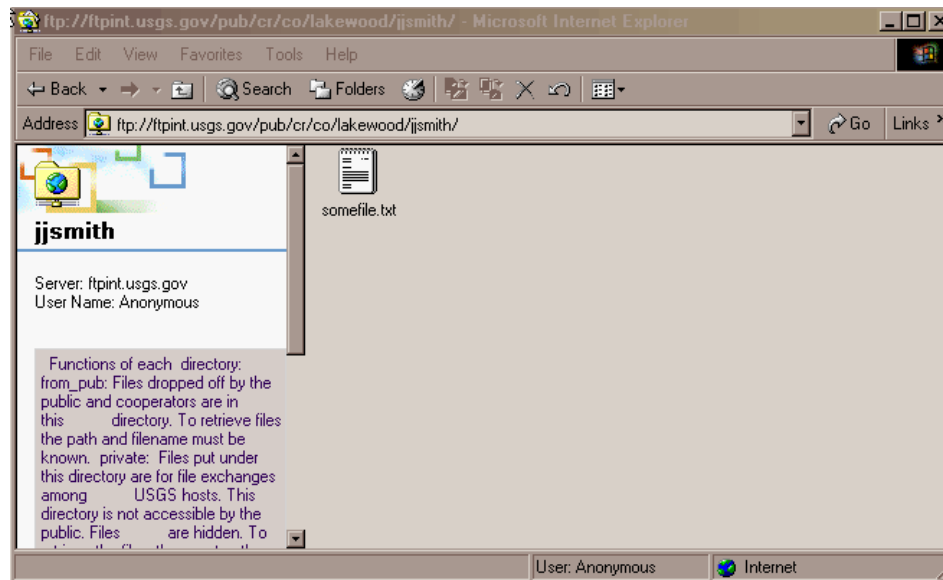 ftp://ftpint.usgs.gov/pub/cr/co/lakewood/jjsmith/ - Microsoft Internet Explorer
File Edit View Favorites Tools Help
Back Search Folders
Address ftp://ftpint.usgs.gov/pub/cr/co/lakewood/jjsmith/ Go Links
somefile.txt
jjsmith
Server: ftpint.usgs.gov
User Name: Anonymous
Functions of each directory:
from_pub: Files dropped off by the
public and cooperators are in
this directory. To retrieve files
the path and filename must be
known. private: Files put under
this directory are for file exchanges
among USGS hosts. This
directory is not accessible by the
public. Files are hidden. To
User: Anonymous Internet